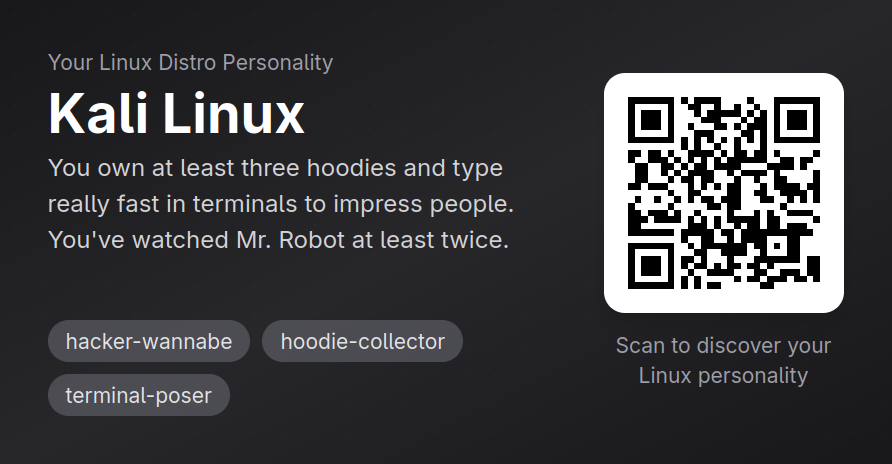 Your Linux Distro Personality
Kali Linux
You own at least three hoodies and type
really fast in terminals to impress people.
You've watched Mr. Robot at least twice.
hacker-wannabe
hoodie-collector
terminal-poser
Scan to discover your
Linux personality